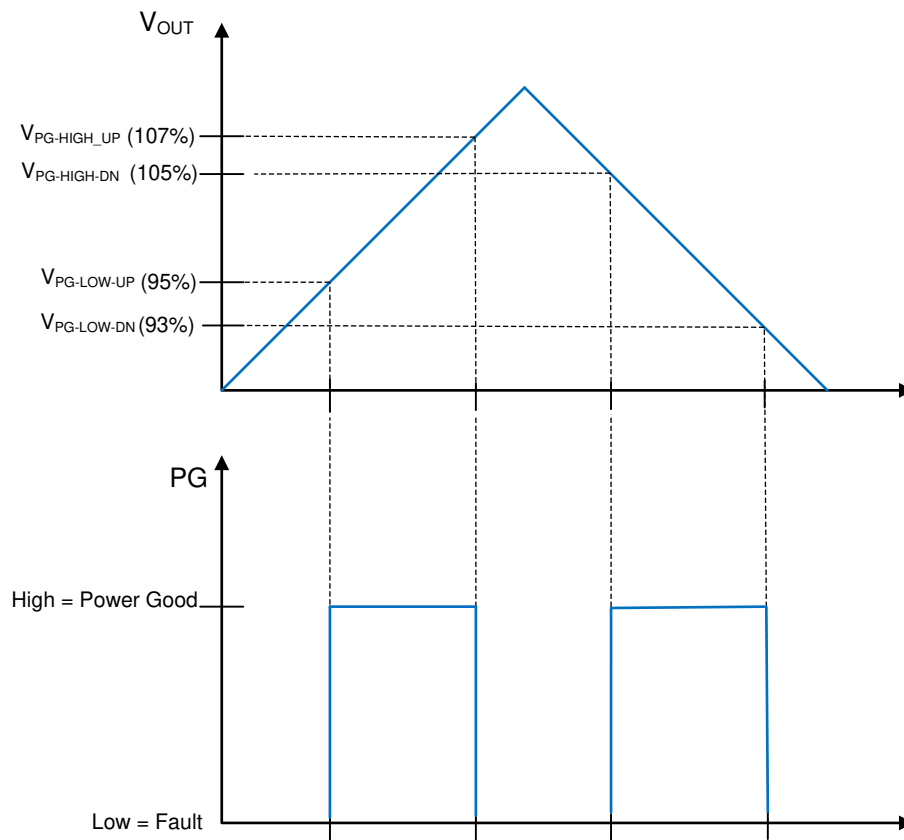 VOUT
VPG-HIGH_UP (107%)
VPG-HIGH-DN (105%)
VPG-LOW-UP (95%)
VPG-LOW-DN (93%)
PG
High = Power Good
Low = Fault